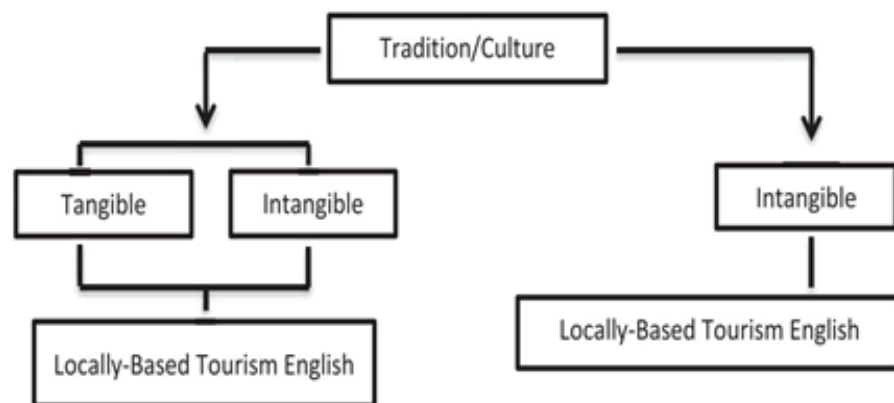 Tradition/Culture
Tangible
Intangible
Intangible
Locally-Based Tourism English
Locally-Based Tourism English